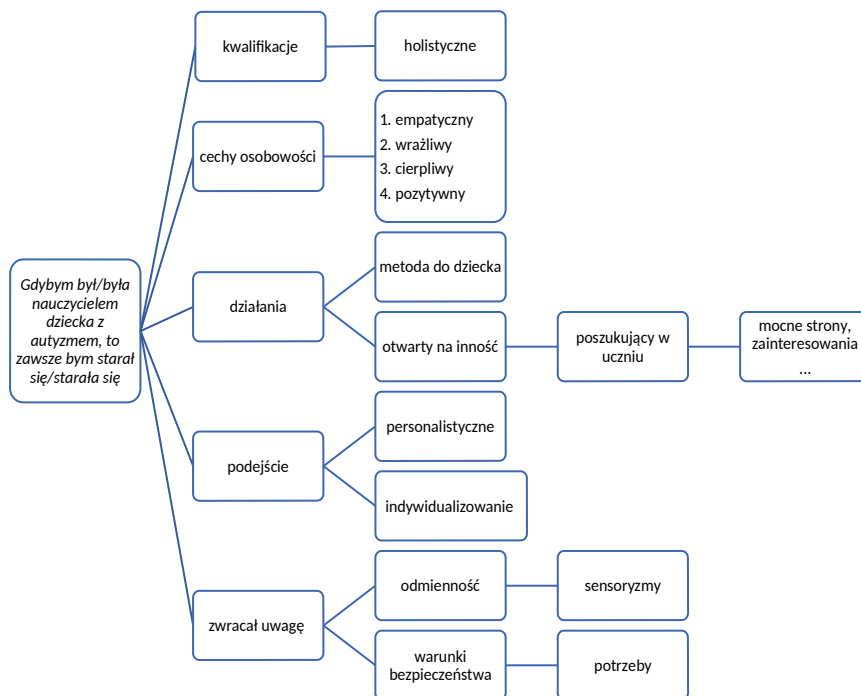 kwalifikacje
holistyczne
cechy osobowości
1. empatyczny
2. wrażliwy
3. cierpliwy
4. pozytywny
Gdybym był/była
nauczycielem
dziecka z
autyzmem, to
zawsze bym starał
się/starała się
działania
metoda do dziecka
otwarty na inność
poszukujący w
uczniu
mocne strony,
zainteresowania
...
podejście
personalistyczne
indywidualizowanie
zwracał uwagę
odmienność
sensoryzmy
warunki
bezpieczeństwa
potrzeby